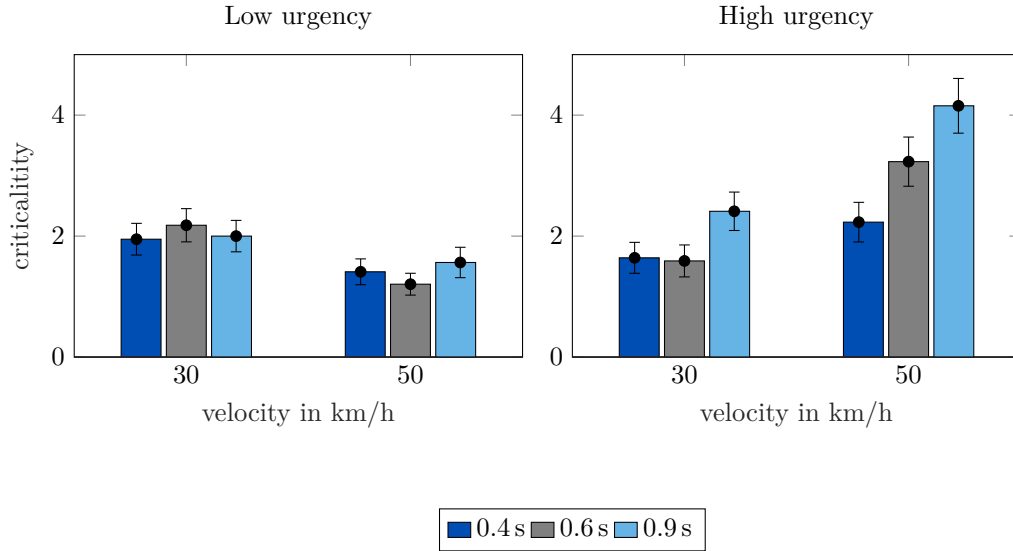 Low urgency
High urgency
criticalitity
4
2
0
30
50
velocity in km/h
4
2
0
30
50
velocity in km/h
0.4 s
0.6 s
0.9 s